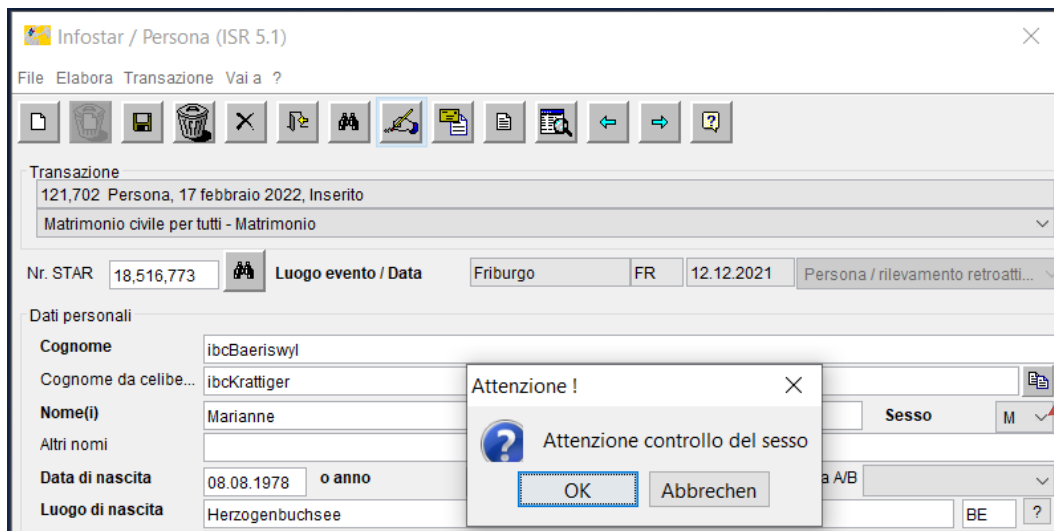 Infostar / Persona (ISR 5.1)
File Elabora Transazione Vai a ?
Transazione
121,702 Persona, 17 febbraio 2022, Inserito
Matrimonio civile per tutti - Matrimonio
Nr. STAR 18,516,773 Luogo evento / Data Friburgo FR 12.12.2021 Persona / rilevamento retroatti...
Dati personali
Cognome ibcBaeriswyl
Cognome da celibe... ibcKrattiger
Nome(i) Marianne Sesso M
Altri nomi
Data di nascita 08.08.1978 o anno a A/B
Luogo di nascita Herzogenbuchsee BE ?
Attenzione !
Attenzione controllo del sesso
OK Abbrechen